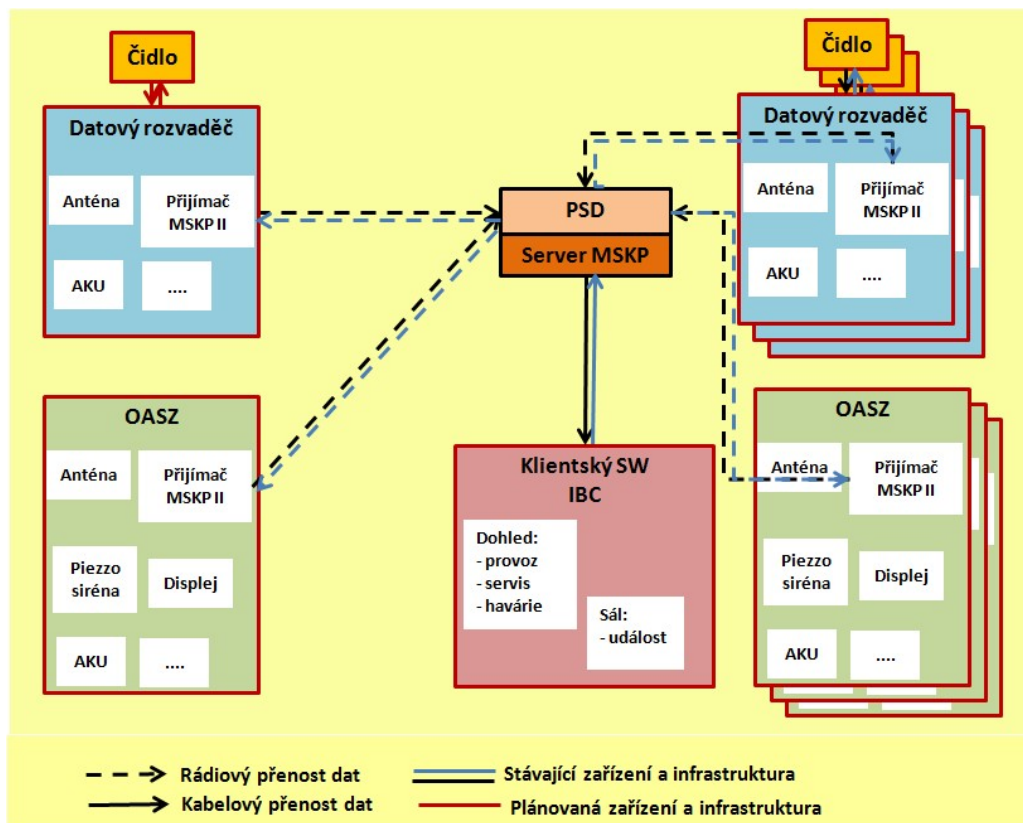 Čidlo
Datový rozvaděč
Anténa
Přijímač
MSKP II
AKU
....
OASZ
Anténa
Přijímač
MSKP II
Piezzo
siréna
Displej
AKU
....
PSD
Server MSKP
Klientský SW
IBC
Dohled:
- provoz
- servis
- havárie
Sál:
- událost
Čidlo
Datový rozvaděč
Anténa
Přijímač
MSKP II
AKU
....
OASZ
Anténa
Přijímač
MSKP II
Piezzo
siréna
Displej
AKU
....
Rádiový přenost dat
Stávající zařízení a infrastruktura
Kabelový přenost dat
Plánovaná zařízení a infrastruktura